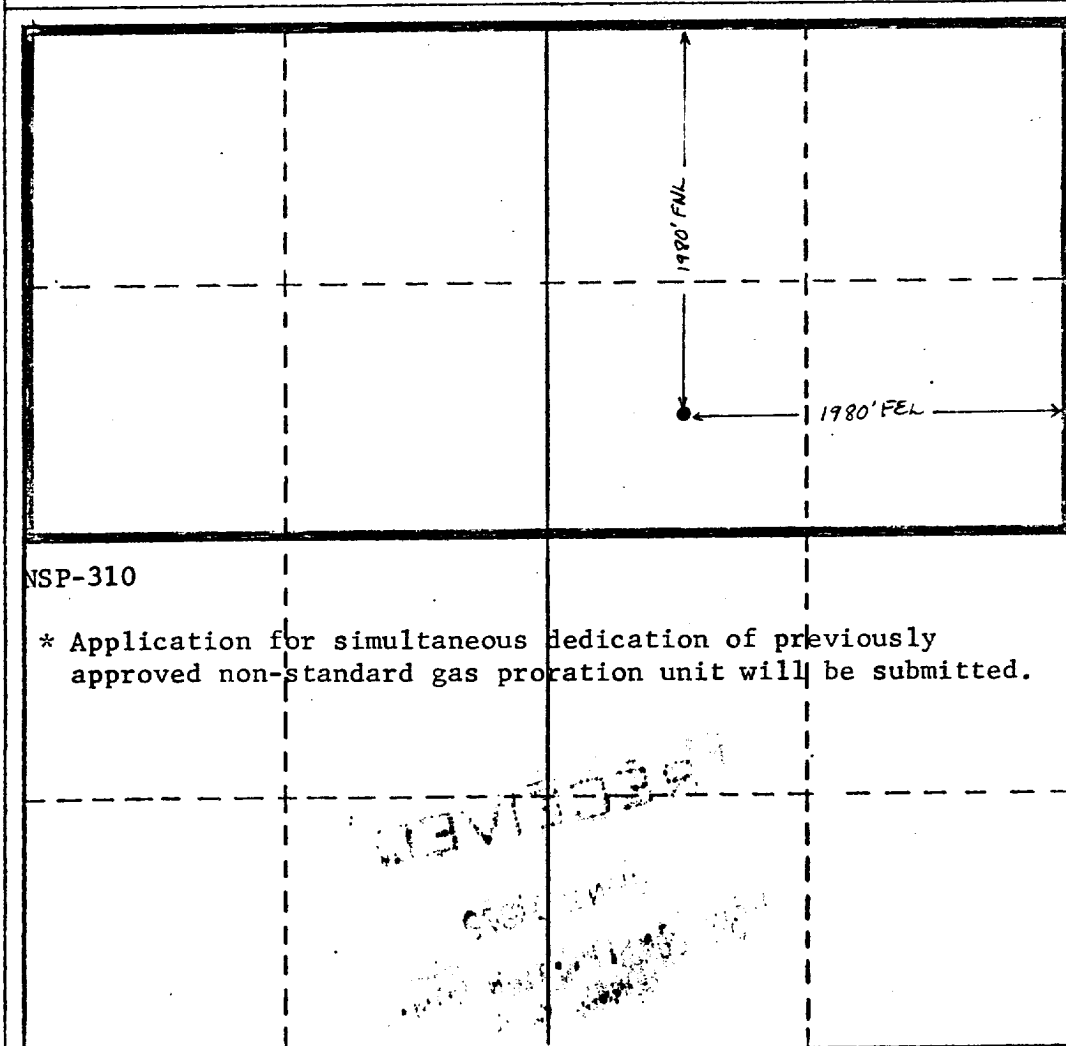 1980' FNL
1980' FEL
NSP-310
* Application for simultaneous dedication of previously
approved non-standard gas proration unit will be submitted.